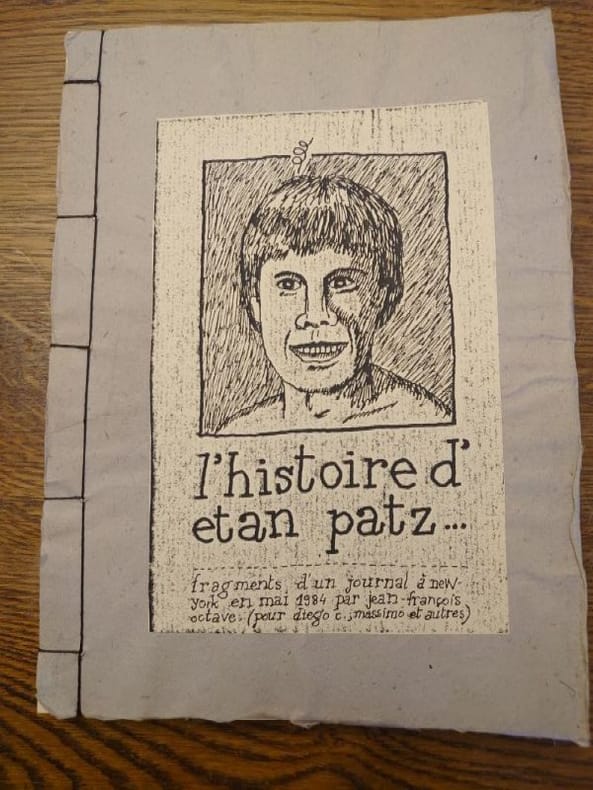 l'histoire d'
etan patz...
fragments d'un journal à new-
york en mai 1984 par jean-françois
octave. (pour diego c., massimo et autres)